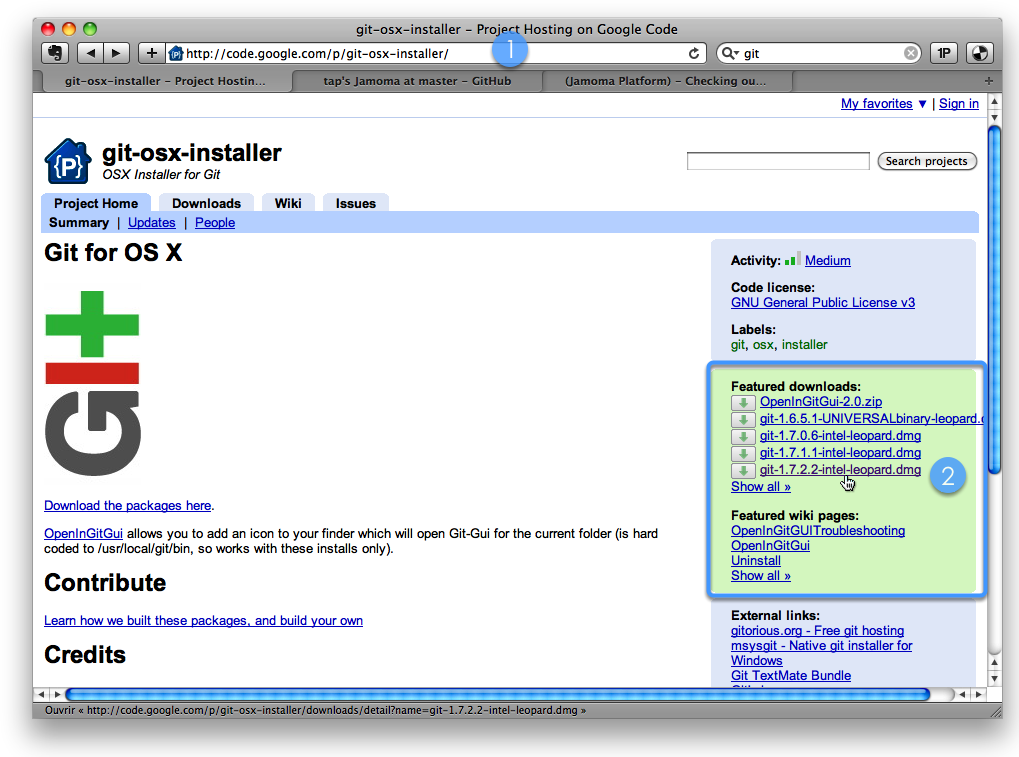 git-osx-installer – Project Hosting on Google Code
1
http://code.google.com/p/git-osx-installer/
git
1P
git-osx-installer – Project Hostin...
tap's Jamoma at master – GitHub
(Jamoma Platform) – Checking ou...
My favorites ▼ | Sign in
{P}
git-osx-installer
OSX Installer for Git
Search projects
Project Home
Downloads
Wiki
Issues
Summary | Updates | People
Git for OS X
GIt
Download the packages here.
OpenInGitGui allows you to add an icon to your finder which will open Git-Gui for the current folder (is hard
coded to /usr/local/git/bin, so works with these installs only).
Contribute
Learn how we built these packages, and build your own
Credits
Activity: Medium
Code license:
GNU General Public License v3
Labels:
git, osx, installer
Featured downloads:
OpenInGitGui-2.0.zip
git-1.6.5.1-UNIVERSALbinary-leopard.
git-1.7.0.6-intel-leopard.dmg
git-1.7.1.1-intel-leopard.dmg
git-1.7.2.2-intel-leopard.dmg
2
Show all »
Featured wiki pages:
OpenInGitGUITroubleshooting
OpenInGitGui
Uninstall
Show all »
External links:
gitorious.org - Free git hosting
msysgit - Native git installer for
Windows
Git TextMate Bundle
Ouvrir « http://code.google.com/p/git-osx-installer/downloads/detail?name=git-1.7.2.2-intel-leopard.dmg »